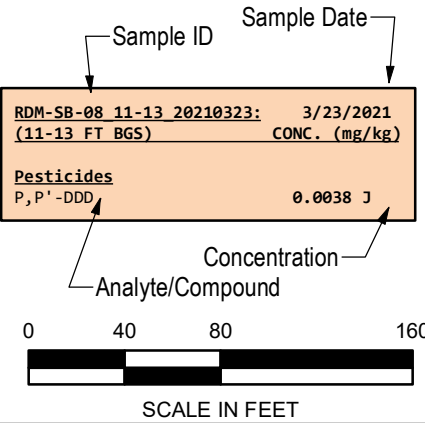 Sample Date
Sample ID
RDM-SB-08_11-13_20210323: 3/23/2021
(11-13 FT BGS) CONC. (mg/kg)
Pesticides
P,P'-DDD 0.0038 J
Concentration
Analyte/Compound
0 40 80 160
SCALE IN FEET